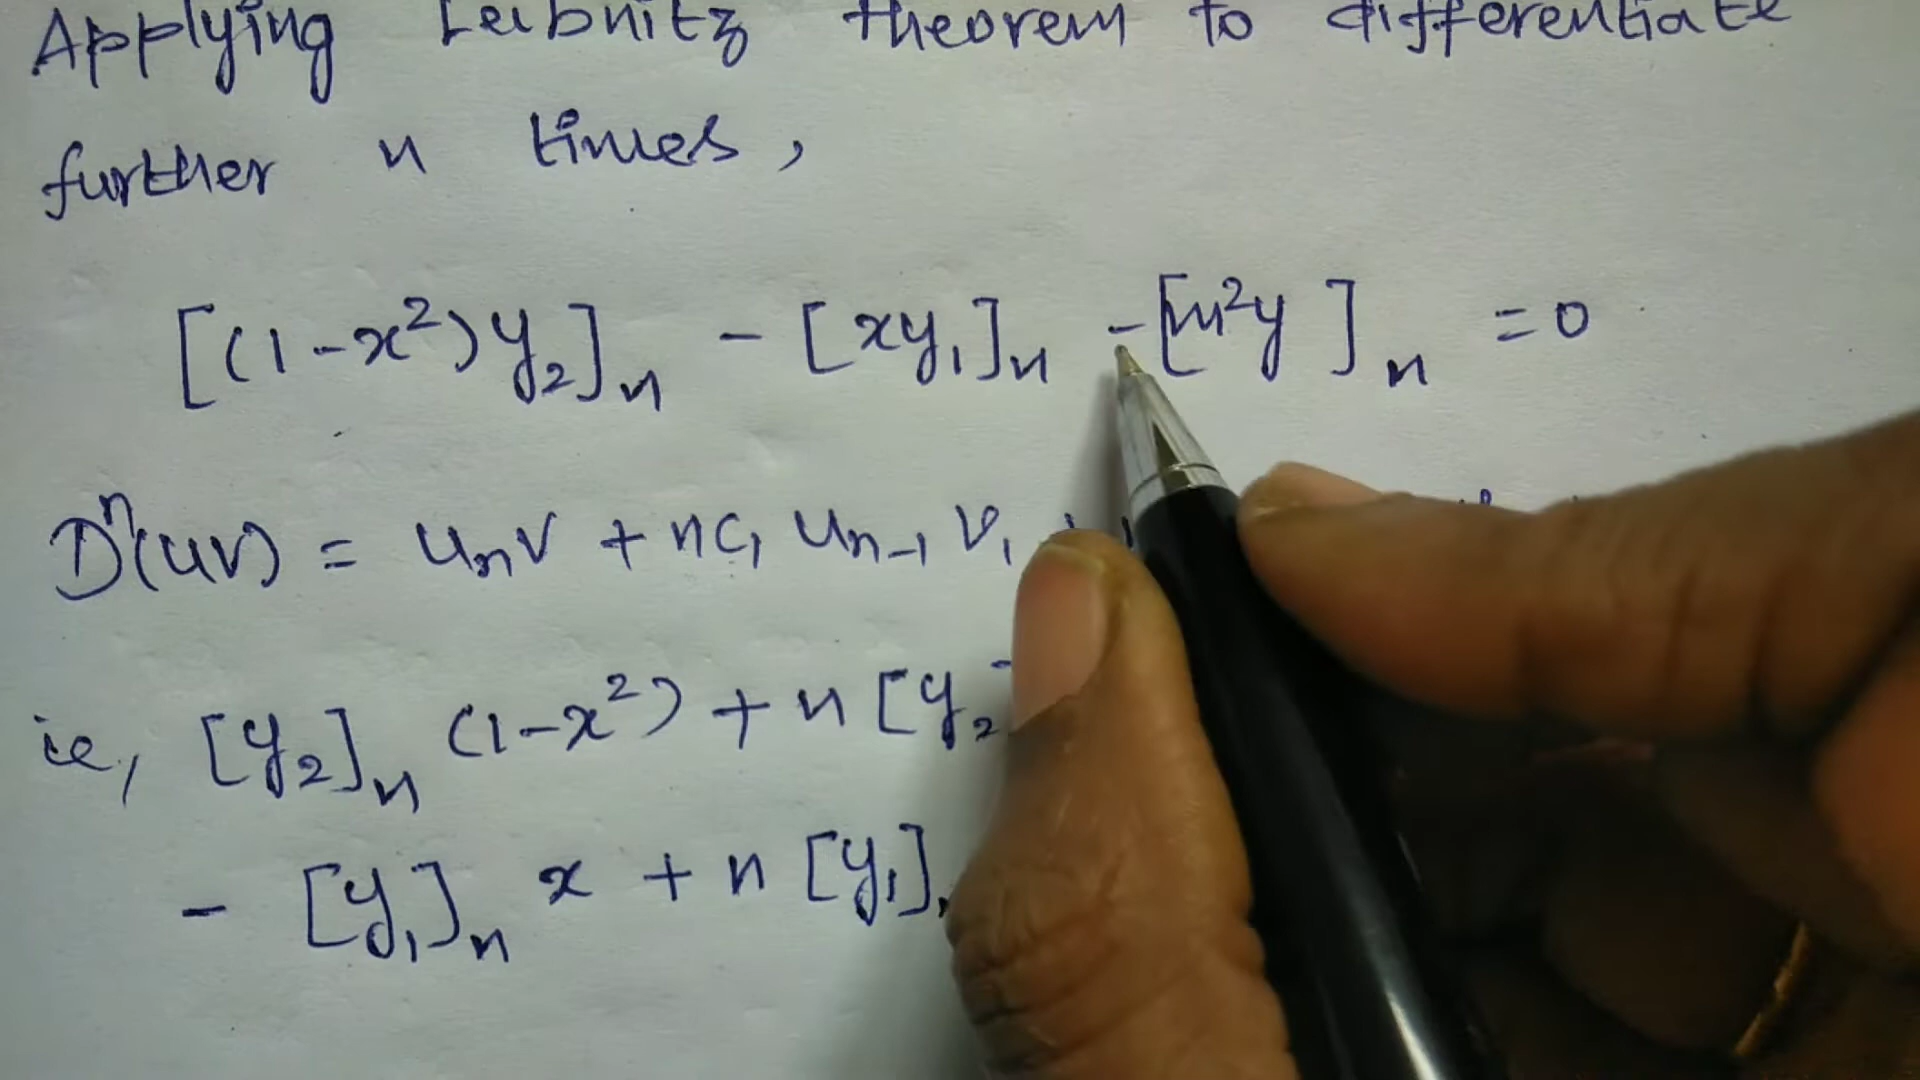 Applying Leibnitz theorem to differentiate
further n times,
[(1-x²)y₂]ₙ - [xy₁]ₙ - [m²y]ₙ = 0
Dⁿ(uv) = uₙv + nc₁ uₙ₋₁ v₁ +
ie, [y₂]ₙ (1-x²) + n [y₂
- [y₁]ₙ x + n [y₁]